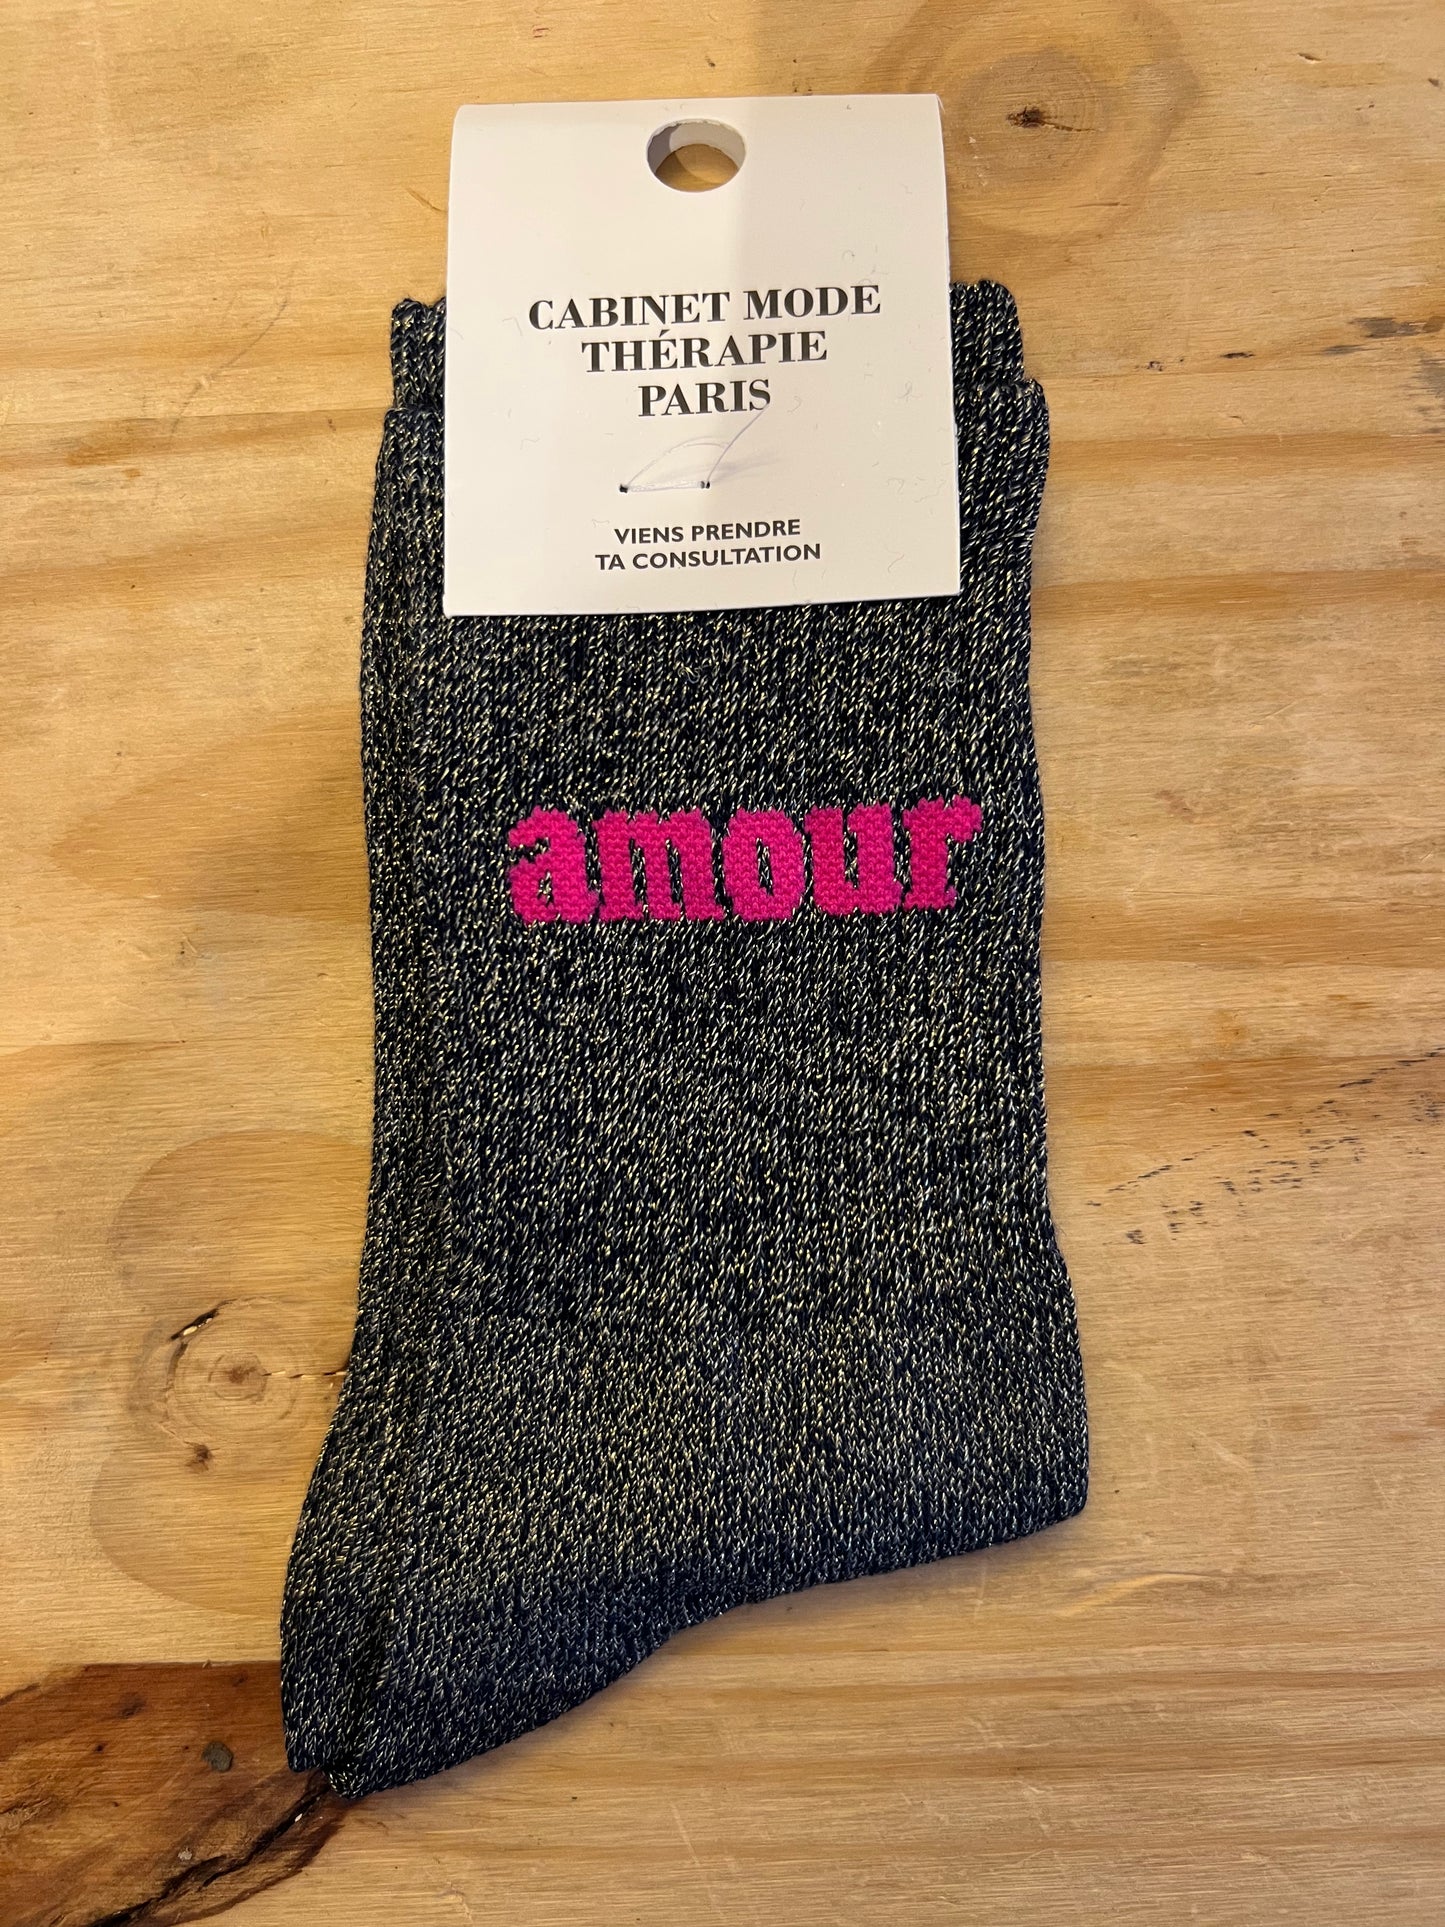 CABINET MODE
THÉRAPIE
PARIS
VIENS PRENDRE
TA CONSULTATION
amour